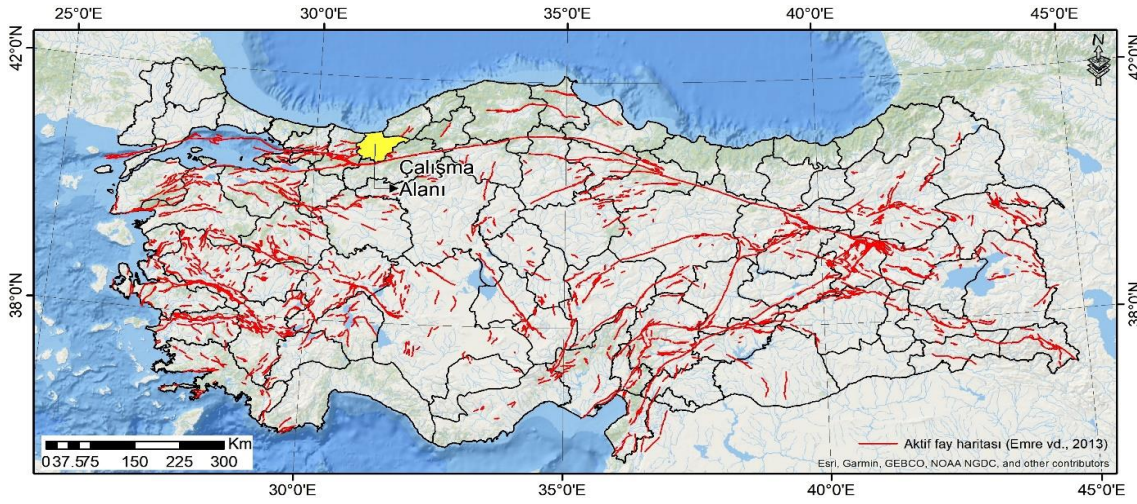 25°0'E 30°0'E 35°0'E 40°0'E 45°0'E
42°0'N
42°0'N
N
Çalışma
Alanı
38°0'N
38°0'N
Km
0 37.575 150 225 300
Aktif fay haritası (Emre vd., 2013)
Esri, Garmin, GEBCO, NOAA NGDC, and other contributors
30°0'E 35°0'E 40°0'E 45°0'E